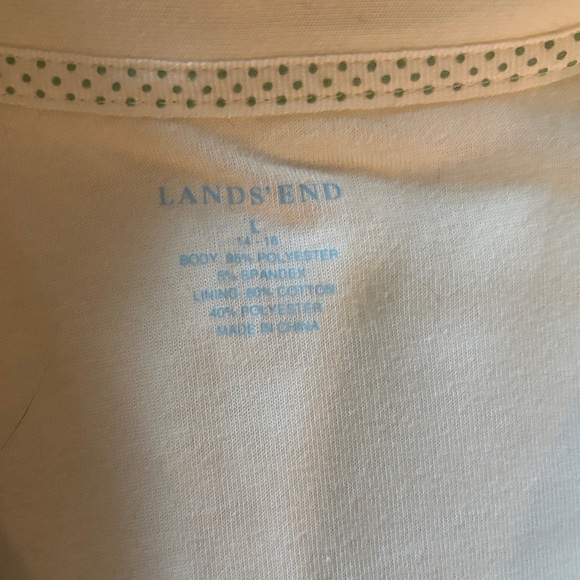 LANDS' END
L
14 - 16
BODY 95% POLYESTER
5% SPANDEX
LINING 60% COTTON
40% POLYESTER
MADE IN CHINA